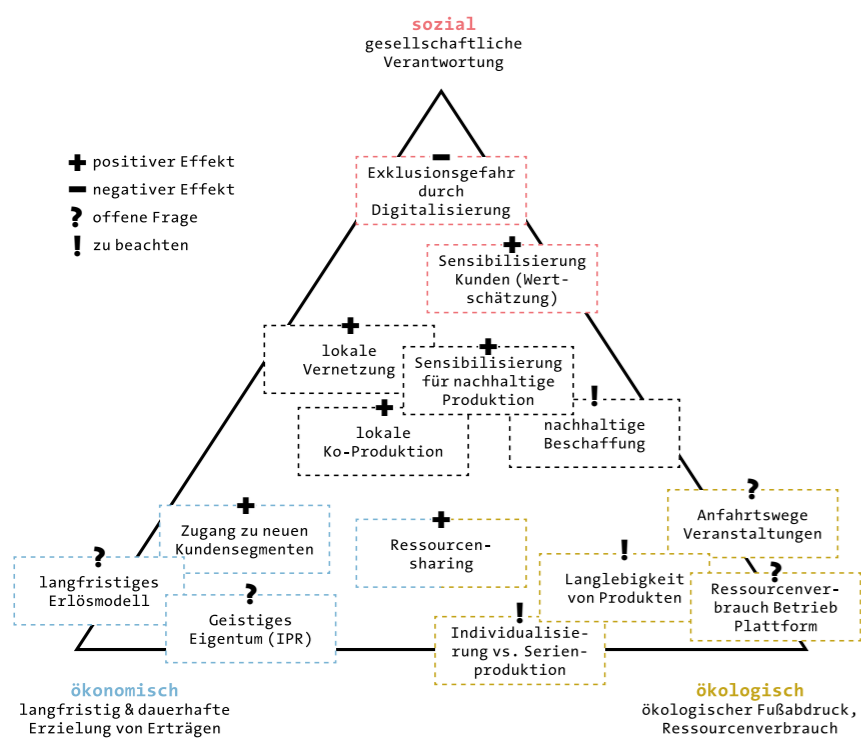 sozial
gesellschaftliche
Verantwortung
+ positiver Effekt
− negativer Effekt
? offene Frage
! zu beachten
−
Exklusionsgefahr
durch
Digitalisierung
+
Sensibilisierung
Kunden (Wert-
schätzung)
+
lokale
Vernetzung
+
Sensibilisierung
für nachhaltige
Produktion
+
lokale
Ko-Produktion
!
nachhaltige
Beschaffung
+
Zugang zu neuen
Kundensegmenten
+
Ressourcen-
sharing
?
Anfahrtswege
Veranstaltungen
?
langfristiges
Erlösmodell
?
Geistiges
Eigentum (IPR)
!
Langlebigkeit
von Produkten
?
Ressourcenver-
brauch Betrieb
Plattform
!
Individualisie-
rung vs. Serien-
produktion
ökonomisch
langfristig & dauerhafte
Erzielung von Erträgen
ökologisch
ökologischer Fußabdruck,
Ressourcenverbrauch